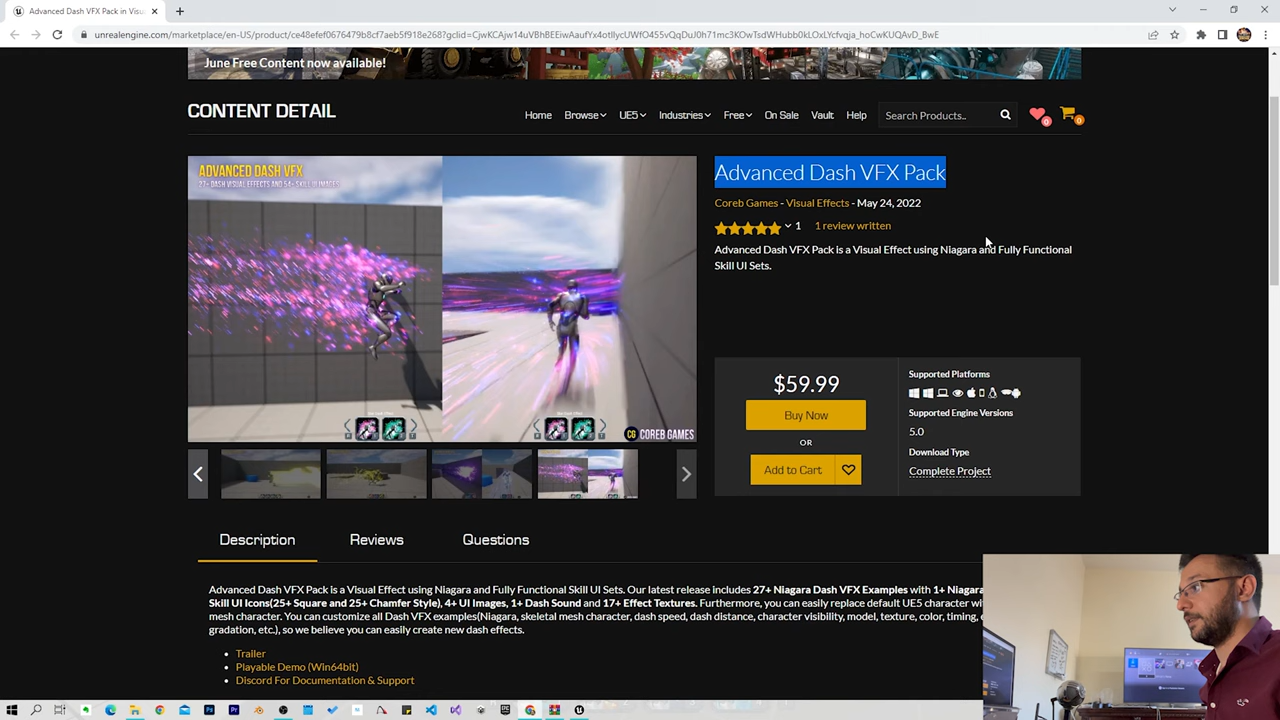 Advanced Dash VFX Pack in Visu
unrealengine.com/marketplace/en-US/product/ce48efef0676479b8cf7aeb5f918e268?gclid=CjwKCAjw14uVBhBEEiwAaufYx4otIlycUWfO455vQqDuJ0h71mc3KOwTsdWHubb0kLOxLYcfvqja_hoCwKUQAvD_BwE
June Free Content now available!
CONTENT DETAIL
Home Browse UE5 Industries Free On Sale Vault Help Search Products.. 0 0
ADVANCED DASH VFX
27+ DASH VISUAL EFFECTS AND 54+ SKILL UI IMAGES
CG COREB GAMES
Advanced Dash VFX Pack
Coreb Games - Visual Effects - May 24, 2022
1 1 review written
Advanced Dash VFX Pack is a Visual Effect using Niagara and Fully Functional
Skill UI Sets.
$59.99
Buy Now
OR
Add to Cart
Supported Platforms
Supported Engine Versions
5.0
Download Type
Complete Project
Description Reviews Questions
Advanced Dash VFX Pack is a Visual Effect using Niagara and Fully Functional Skill UI Sets. Our latest release includes 27+ Niagara Dash VFX Examples with 1+ Niagar
Skill UI Icons(25+ Square and 25+ Chamfer Style), 4+ UI Images, 1+ Dash Sound and 17+ Effect Textures. Furthermore, you can easily replace default UE5 character wi
mesh character. You can customize all Dash VFX examples(Niagara, skeletal mesh character, dash speed, dash distance, character visibility, model, texture, color, timing,
gradation, etc.), so we believe you can easily create new dash effects.
Trailer
Playable Demo (Win64bit)
Discord For Documentation & Support